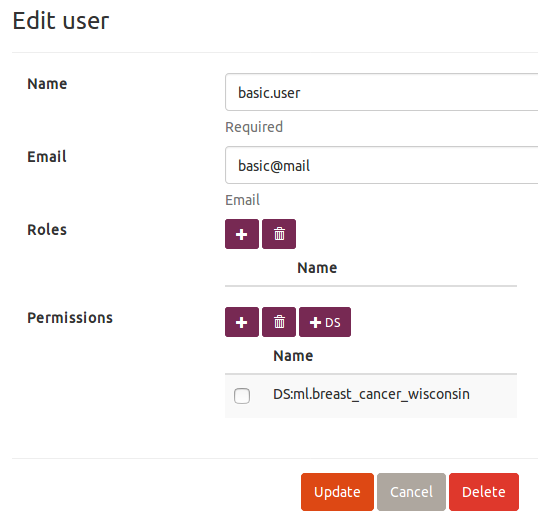 Edit user
Name
basic.user
Required
Email
basic@mail
Email
Roles
Name
Permissions
DS
Name
DS:ml.breast_cancer_wisconsin
Update Cancel Delete